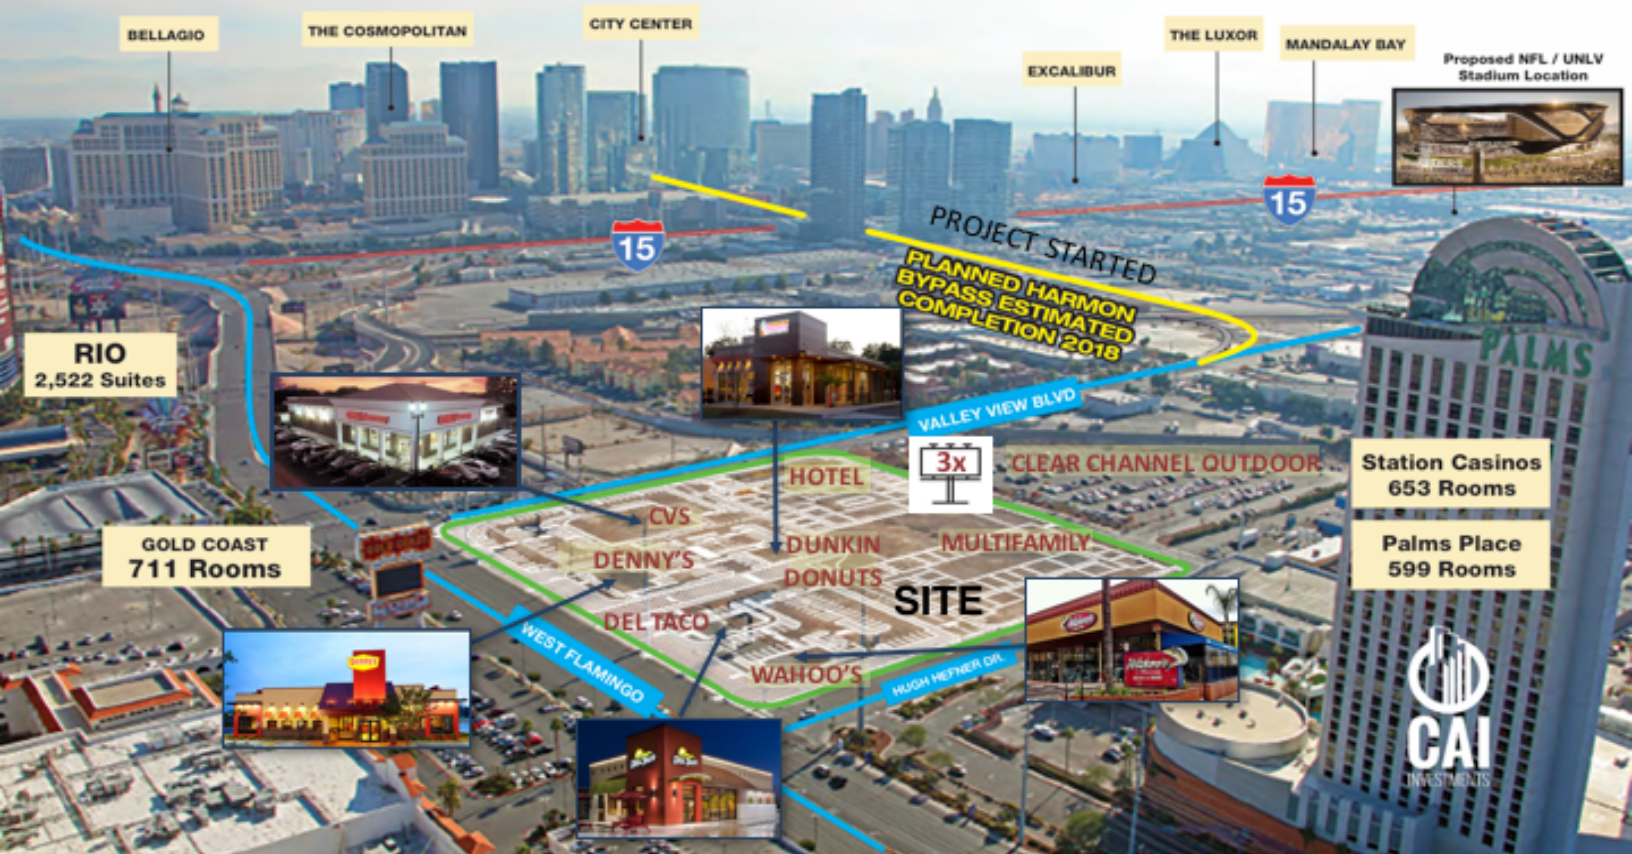 BELLAGIO
THE COSMOPOLITAN
CITY CENTER
EXCALIBUR
THE LUXOR
MANDALAY BAY
Proposed NFL / UNLV
Stadium Location
15
15
PROJECT STARTED
PLANNED HARMON
BYPASS ESTIMATED
COMPLETION 2018
RIO
2,522 Suites
PALMS
VALLEY VIEW BLVD
3x
CLEAR CHANNEL OUTDOOR
HOTEL
CVS
DENNY'S
DUNKIN
DONUTS
MULTIFAMILY
SITE
DEL TACO
WAHOO'S
GOLD COAST
711 Rooms
Station Casinos
653 Rooms
Palms Place
599 Rooms
WEST FLAMINGO
HUGH HEFNER DR.
CAI
INVESTMENTS